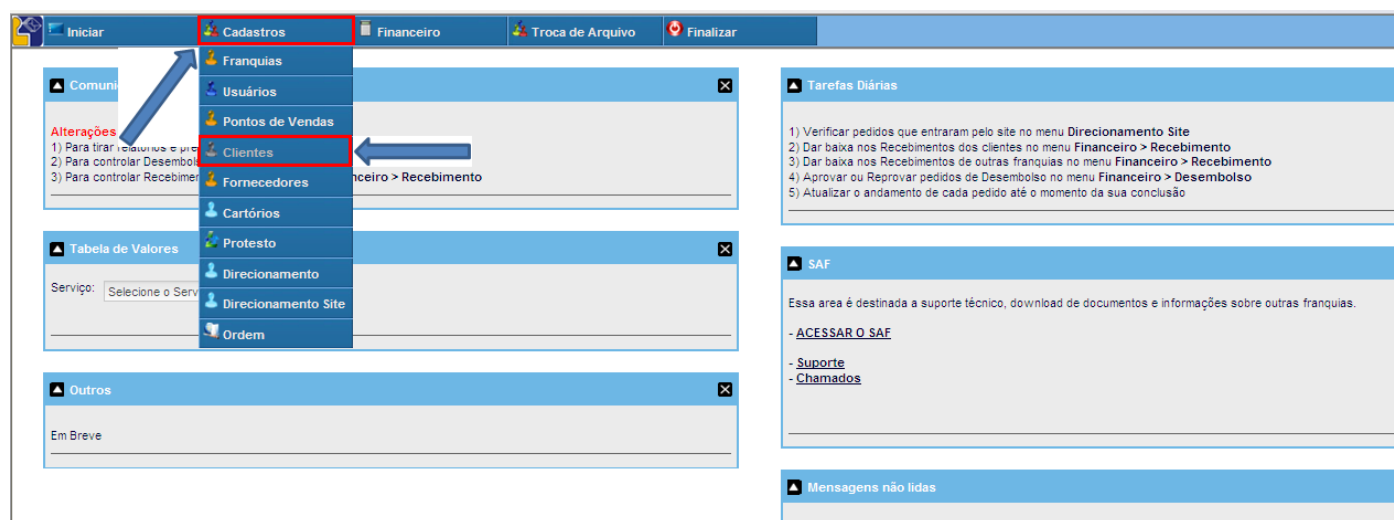 Iniciar
Cadastros
Financeiro
Troca de Arquivo
Finalizar
Franquias
Usuários
Pontos de Vendas
Clientes
Fornecedores
Cartórios
Protesto
Direcionamento
Direcionamento Site
Ordem
Alterações
1) Para tirar relatórios e
2) Para controlar
3) Para controlar > Recebimento
Tabela de Valores
Serviço: Selecione o
Outros
Em Breve
Tarefas Diárias
1) Verificar pedidos que entraram pelo site no menu Direcionamento Site
2) Dar baixa nos Recebimentos dos clientes no menu Financeiro > Recebimento
3) Dar baixa nos Recebimentos de outras franquias no menu Financeiro > Recebimento
4) Aprovar ou Reprovar pedidos de Desembolso no menu Financeiro > Desembolso
5) Atualizar o andamento de cada pedido até o momento da sua conclusão
SAF
Essa area é destinada a suporte técnico, download de documentos e informações sobre outras franquias.
- ACESSAR O SAF
- Suporte
- Chamados
Mensagens não lidas